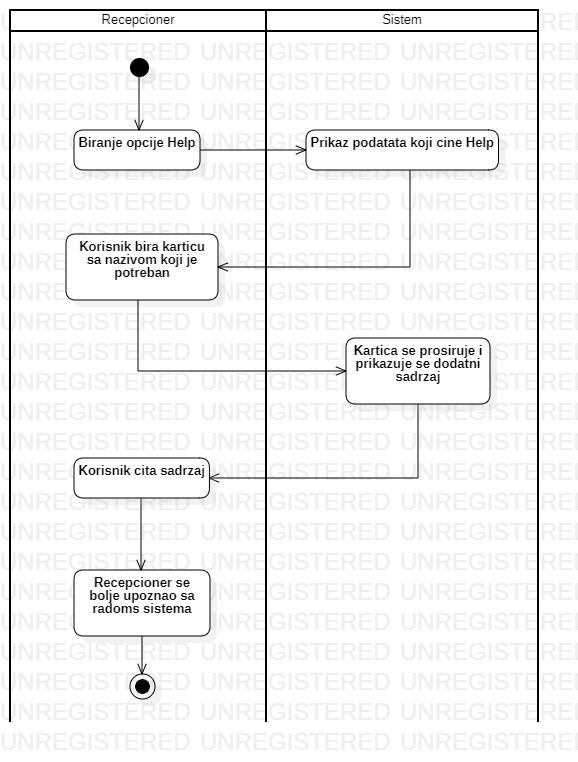 Recepcioner
Sistem
Biranje opcije Help
Prikaz podatata koji cine Help
Korisnik bira karticu
sa nazivom koji je
potreban
Kartica se prosiruje i
prikazuje se dodatni
sadrzaj
Korisnik cita sadrzaj
Recepcioner se
bolje upoznao sa
radoms sistema
UNREGISTERED